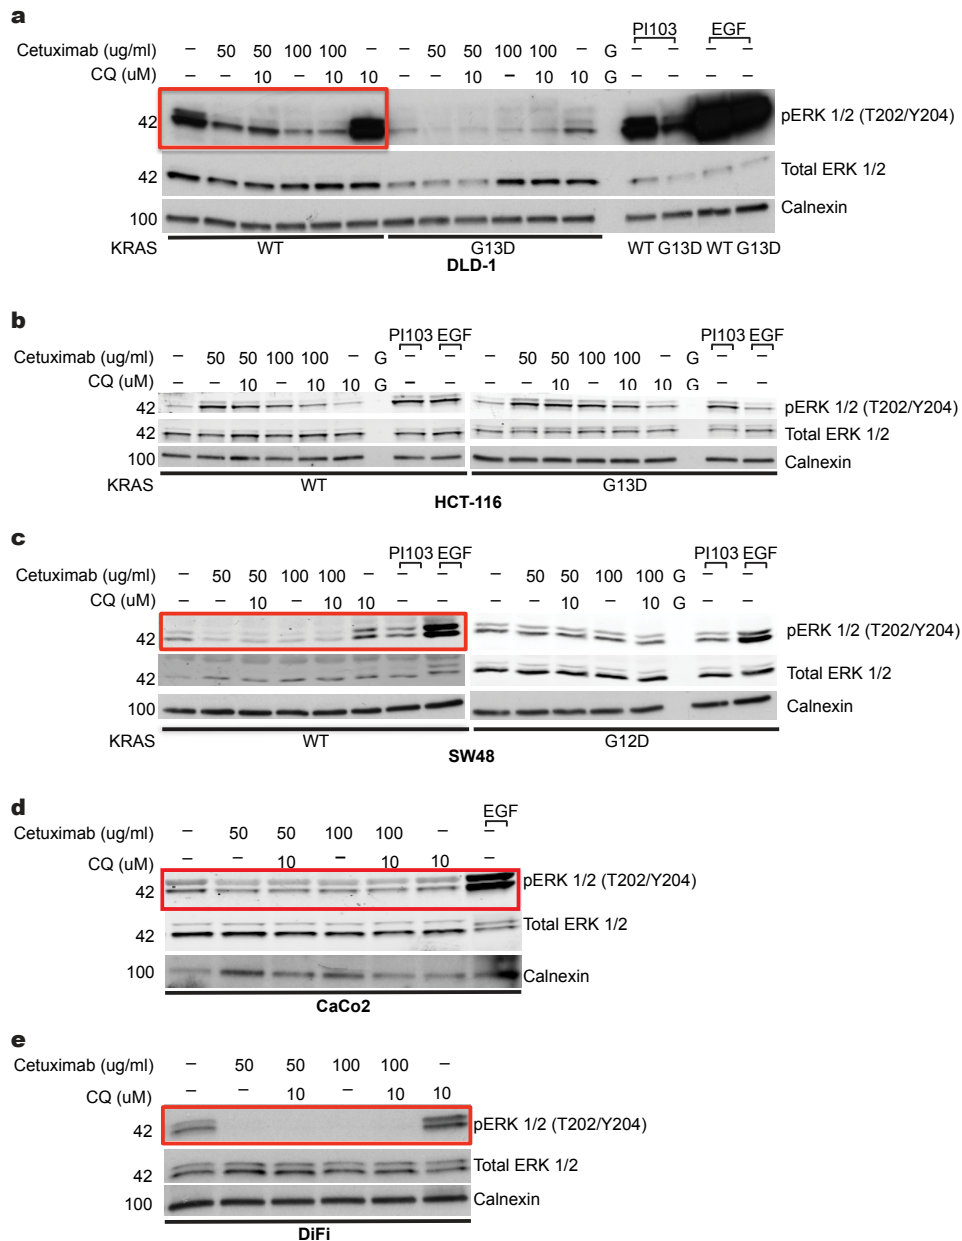 a
PI103 EGF
Cetuximab (ug/ml) – 50 50 100 100 – G – –
CQ (uM) – – 10 – 10 10 – – 10 – 10 10 G – –
– 50 50 100 100 –
42 pERK 1/2 (T202/Y204)
42 Total ERK 1/2
100 Calnexin
KRAS WT G13D WT G13D WT G13D
DLD-1
b
PI103 EGF PI103 EGF
Cetuximab (ug/ml) – 50 50 100 100 – G – – – 50 50 100 100 – G – –
CQ (uM) – – 10 – 10 10 G – – – – 10 – 10 10 G – –
42 pERK 1/2 (T202/Y204)
42 Total ERK 1/2
100 Calnexin
KRAS WT G13D
HCT-116
c
PI103 EGF PI103 EGF
Cetuximab (ug/ml) – 50 50 100 100 – – – – 50 50 100 100 G – –
CQ (uM) – – 10 – 10 10 – – – – 10 – 10 G – –
42 pERK 1/2 (T202/Y204)
42 Total ERK 1/2
100 Calnexin
KRAS WT G12D
SW48
d
EGF
Cetuximab (ug/ml) – 50 50 100 100 – –
CQ (uM) – – 10 – 10 10 –
42 pERK 1/2 (T202/Y204)
42 Total ERK 1/2
100 Calnexin
CaCo2
e
Cetuximab (ug/ml) – 50 50 100 100 –
CQ (uM) – – 10 – 10 10
42 pERK 1/2 (T202/Y204)
42 Total ERK 1/2
100 Calnexin
DiFi